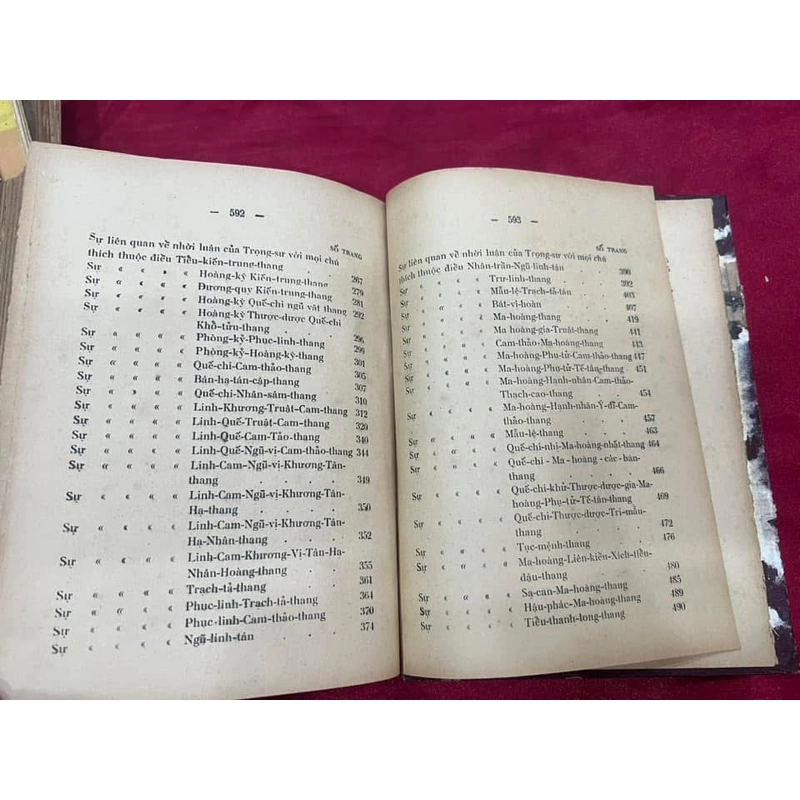 — 592 —
SỐ TRANG
Sự liên quan về nhời luận của Trọng-sư với mọi chú
thích thuộc điều Tiểu-kiến-trung-thang . . 267
Sự « « « « Hoàng-kỳ Kiến-trung-thang . 279
Sự « « « « Đương-quy Kiến-trung-thang 281
Sự « « « « Hoàng-kỳ Quế-chi ngũ vật thang 292
Sự « « « « Hoàng-kỳ Thược-dược Quế-chi
Khổ-tửu-thang . . . . 296
Sự « « « « Phòng-kỷ-Phục-linh-thang . 298
Sự « « « « Phòng-kỷ-Hoàng-kỳ-thang . 301
Sự « « « « Quế-chi-Cam-thảo-thang . . 305
Sự « « « « Bán-hạ-tán-cập-thang . . 307
Sự « « « « Quế-chi-Nhân-sâm-thang . 310
Sự « « « « Linh-Khương-Truật-Cam-thang 312
Sự « « « « Linh-Quế-Truật-Cam-thang . 320
Sự « « « « Linh-Quế-Cam-Tảo-thang . 340
Sự « « « « Linh-Quế-Ngũ-vị-Cam-thảo-thang 344
Sự « « « « Linh-Cam-Ngũ-vị-Khương-Tân-
thang . . . . . 349
Sự « « « « Linh-Cam-Ngũ-vị-Khương-Tân-
Hạ-thang . . . . . 350
Sự « « « « Linh-Cam-Ngũ-vị-Khương-Tân-
Hạ-Nhân-thang . . . . 352
Sự « « « « Linh-Cam-Khương-Vị-Tân-Hạ-
Nhân-Hoàng-thang . . . 355
Sự « « « « Trạch-tả-thang . . . 361
Sự « « « « Phục-linh-Trạch-tả-thang . 364
Sự « « « « Phục-linh-Cam-thảo-thang . 370
Sự « « « « Ngũ-linh-tán . . . . 374
— 593 —
SỐ TRANG
Sự liên quan về nhời luận của Trọng-sư với mọi chú
thích thuộc điều Nhân-trần-Ngũ-linh-tán . . 390
Sự « « « « Trư-linh-thang . . . 392
Sự « « « « Mẫu-lệ-Trạch-tả-tán . . 403
Sự « « « « Bát-vị-hoàn . . . . 407
Sự « « « « Ma-hoàng-thang . . . 419
Sự « « « « Ma-hoàng-gia-Truật-thang . 441
Sự « « « « Cam-thảo-Ma-hoàng-thang . 443
Sự « « « « Ma-hoàng-Phụ-tử-Cam-thảo-thang 447
Sự « « « « Ma-hoàng-Phụ-tử-Tế-tân-thang . 451
Sự « « « « Ma-hoàng-Hạnh-nhân-Cam-thảo-
Thạch-cao-thang . . . 454
Sự « « « « Ma-hoàng-Hạnh-nhân-Ý-dĩ-Cam-
thảo-thang . . . . 457
Sự « « « « Mẫu-lệ-thang . . . 463
Sự « « « « Quế-chi-nhị-Ma-hoàng-nhất-thang 464
Sự « « « « Quế-chi-Ma-hoàng-các-bán-
thang . . . . . 466
Sự « « « « Quế-chi-khử-Thược-dược-gia-Ma-
hoàng-Phụ-tử-Tế-tân-thang . 469
Sự « « « « Quế-chi-Thược-dược-Tri-mẫu-
thang . . . . . 472
Sự « « « « Tục-mệnh-thang . . . 476
Sự « « « « Ma-hoàng-Liên-kiều-Xích-tiểu-
đậu-thang . . . . 480
Sự « « « « Sạ-can-Ma-hoàng-thang . 485
Sự « « « « Hậu-phác-Ma-hoàng-thang . 489
Sự « « « « Tiểu-thanh-long-thang . . 490